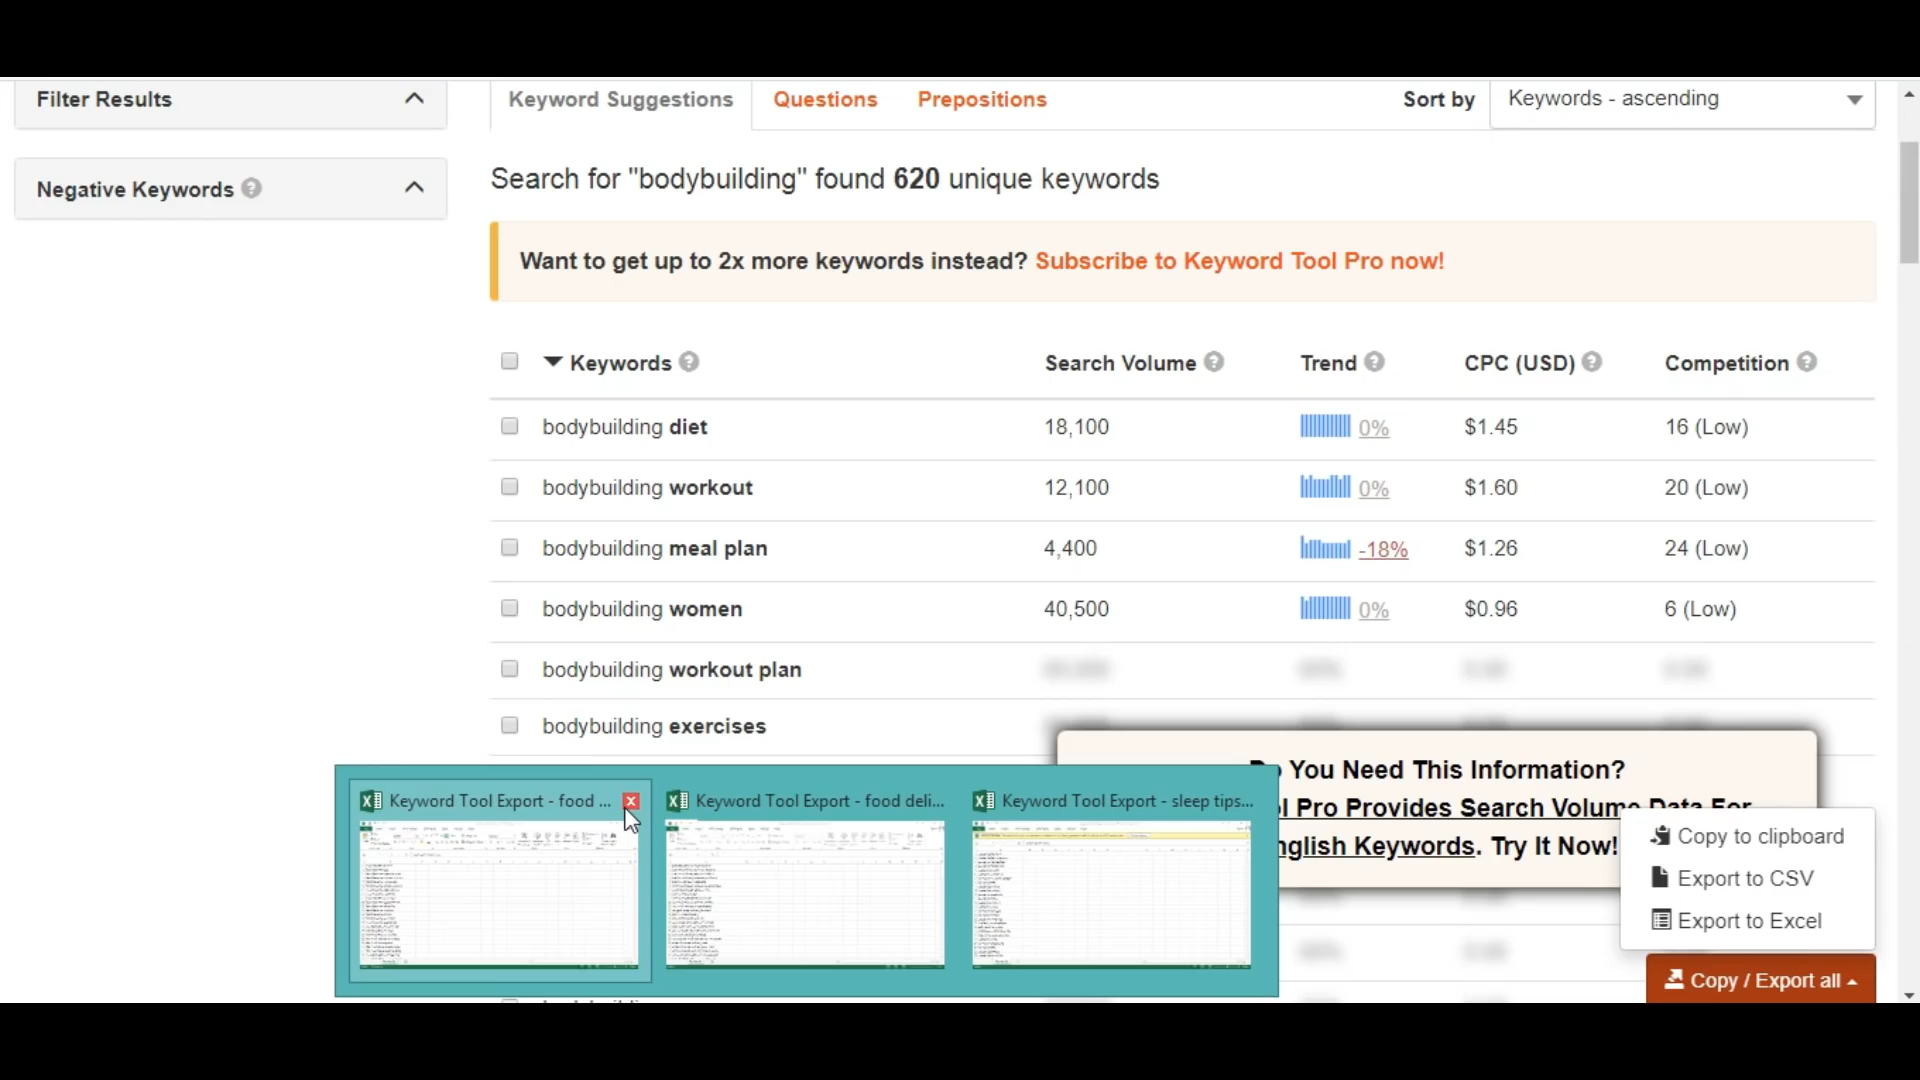 Filter Results
Keyword Suggestions Questions Prepositions Sort by Keywords - ascending
Negative Keywords ?
Search for "bodybuilding" found 620 unique keywords
Want to get up to 2x more keywords instead? Subscribe to Keyword Tool Pro now!
Keywords ? Search Volume ? Trend ? CPC (USD) ? Competition ?
bodybuilding diet 18,100 0% $1.45 16 (Low)
bodybuilding workout 12,100 0% $1.60 20 (Low)
bodybuilding meal plan 4,400 -18% $1.26 24 (Low)
bodybuilding women 40,500 0% $0.96 6 (Low)
bodybuilding workout plan
bodybuilding exercises
You Need This Information?
Pro Provides Search Volume Data For
nglish Keywords. Try It Now!
Keyword Tool Export - food ... Keyword Tool Export - food deli... Keyword Tool Export - sleep tips...
Copy to clipboard
Export to CSV
Export to Excel
Copy / Export all